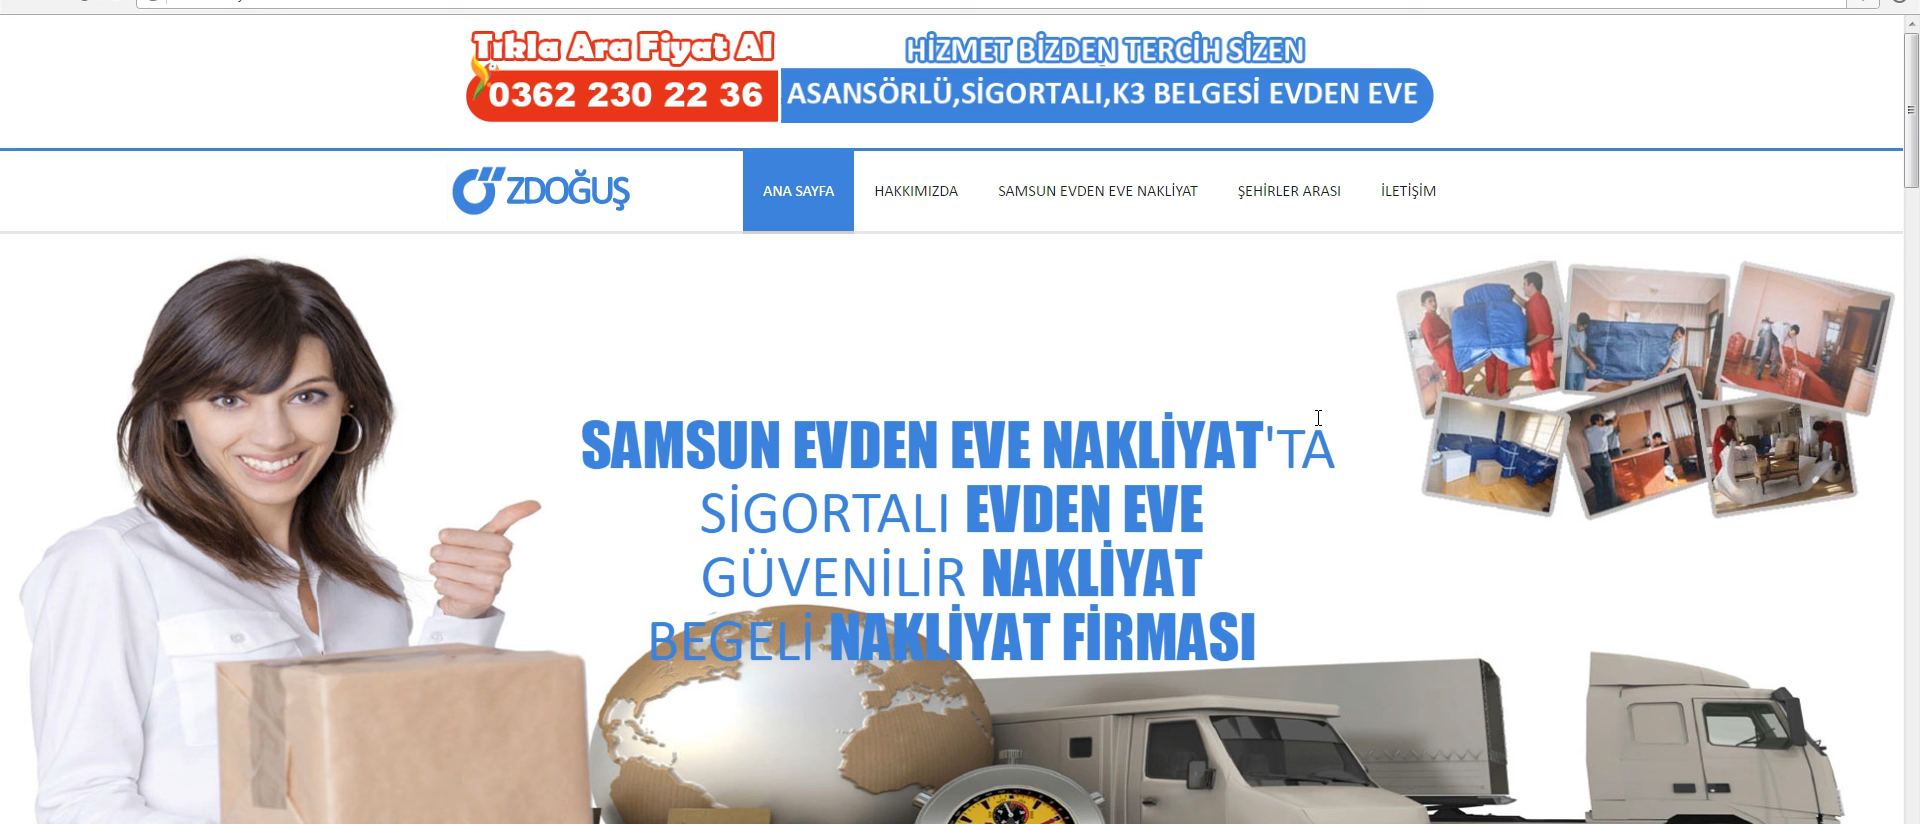 Tıkla Ara Fiyat Al
0362 230 22 36
HİZMET BİZDEN TERCİH SİZEN
ASANSÖRLÜ,SİGORTALI,K3 BELGESİ EVDEN EVE
ÖZDOĞUŞ
ANA SAYFA
HAKKIMIZDA
SAMSUN EVDEN EVE NAKLİYAT
ŞEHİRLER ARASI
İLETİŞİM
SAMSUN EVDEN EVE NAKLİYAT'TA
SİGORTALI EVDEN EVE
GÜVENİLİR NAKLİYAT
BEGELİ NAKLİYAT FİRMASI